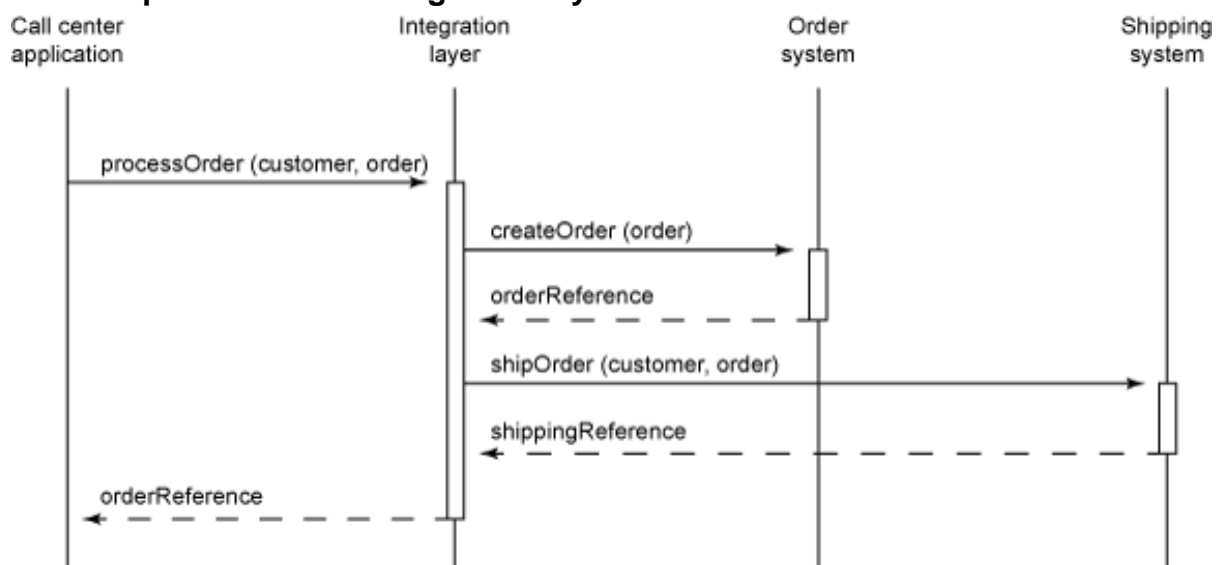 Call center
application
Integration
layer
Order
system
Shipping
system
processOrder (customer, order)
createOrder (order)
orderReference
shipOrder (customer, order)
shippingReference
orderReference